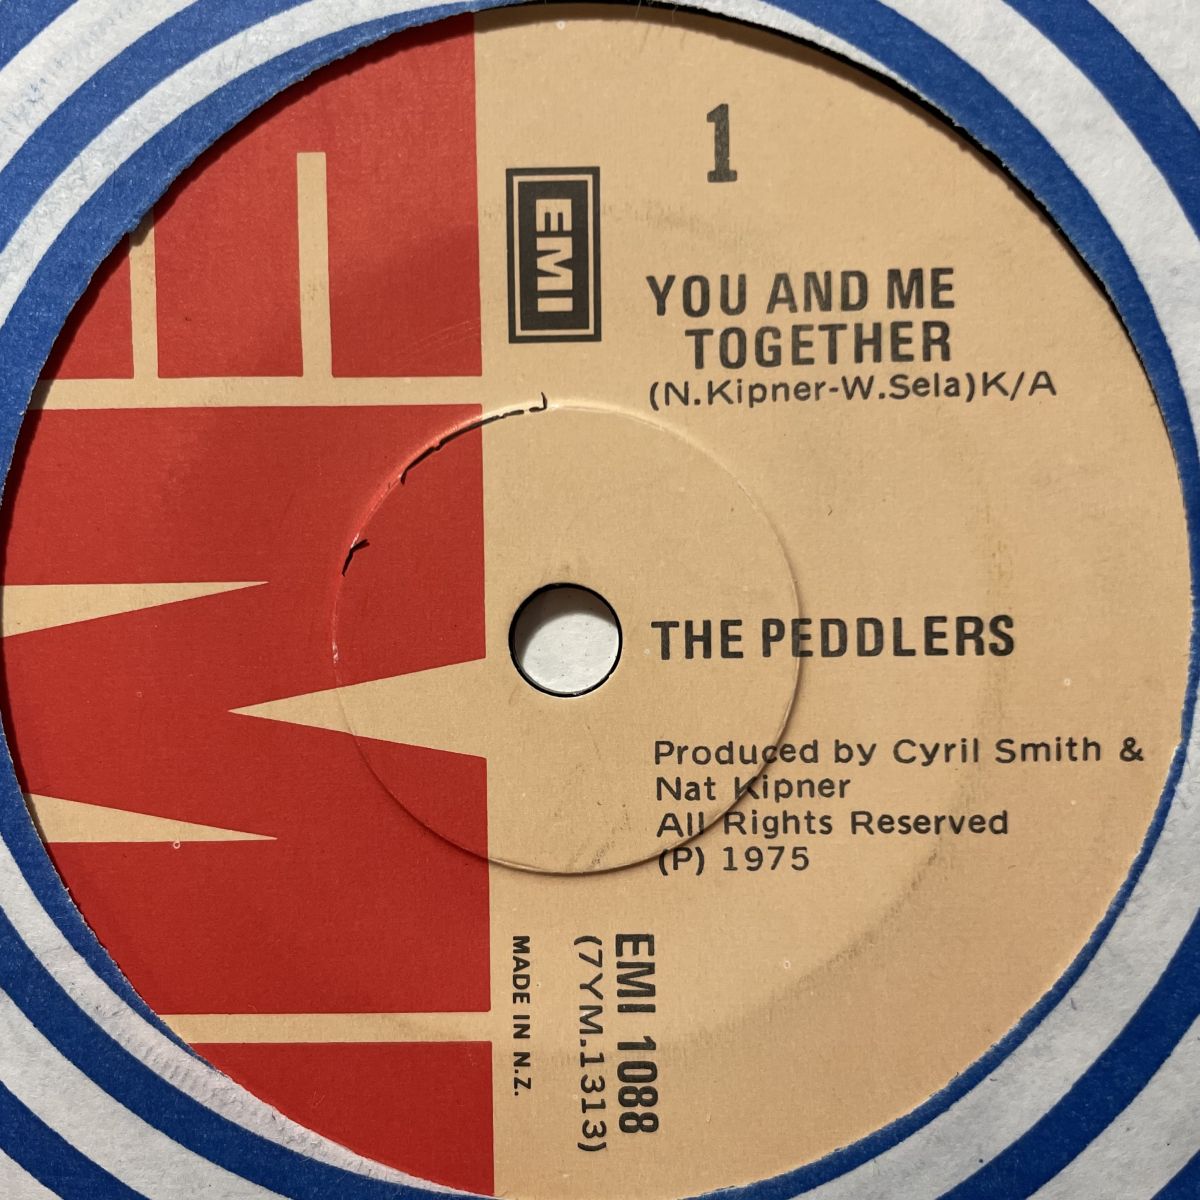 1
EMI
YOU AND ME
TOGETHER
(N.Kipner-W.Sela)K/A
THE PEDDLERS
Produced by Cyril Smith &
Nat Kipner
All Rights Reserved
(P) 1975
EMI 1088
(7YM.1313)
MADE IN N.Z.